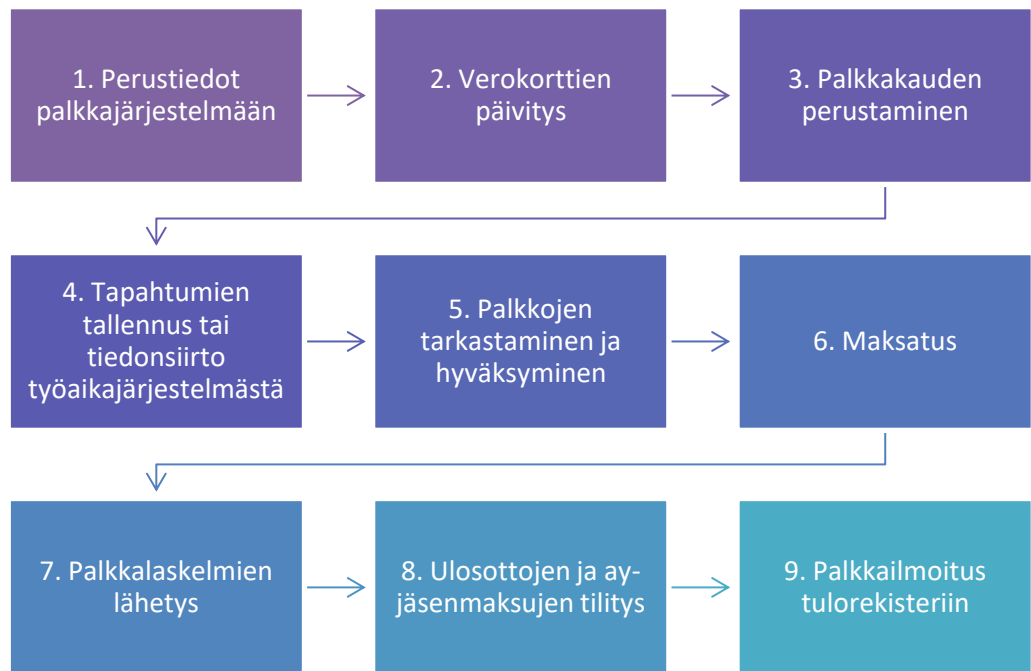 1. Perustiedot
palkkajärjestelmään
2. Verokorttien
päivitys
3. Palkkakauden
perustaminen
4. Tapahtumien
tallennus tai
tiedonsiirto
työaikajärjestelmästä
5. Palkkojen
tarkastaminen ja
hyväksyminen
6. Maksatus
7. Palkkalaskelmien
lähetys
8. Ulosottojen ja ay-
jäsenmaksujen tilitys
9. Palkkailmoitus
tulorekisteriin